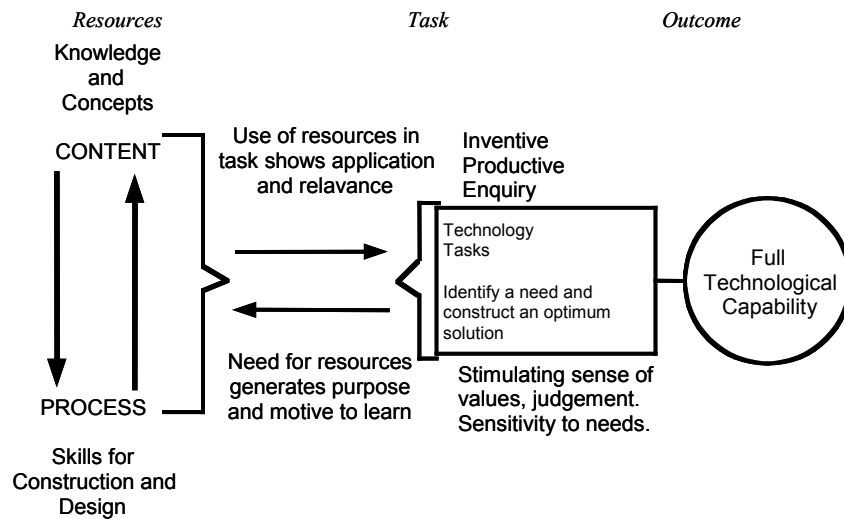 Resources
Task
Outcome
Knowledge
and
Concepts
CONTENT
PROCESS
Skills for
Construction and
Design
Use of resources in
task shows application
and relavance
Need for resources
generates purpose
and motive to learn
Inventive
Productive
Enquiry
Technology
Tasks
Identify a need and
construct an optimum
solution
Stimulating sense of
values, judgement.
Sensitivity to needs.
Full
Technological
Capability